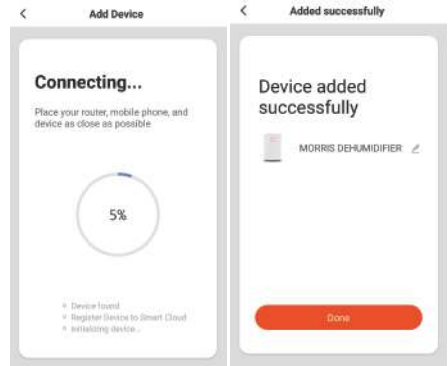 Add Device
Connecting...
Place your router, mobile phone, and
device as close as possible
5%
Device found
Register Device to Smart Cloud
Initializing device...
Added successfully
Device added
successfully
MORRIS DEHUMIDIFIER
Done